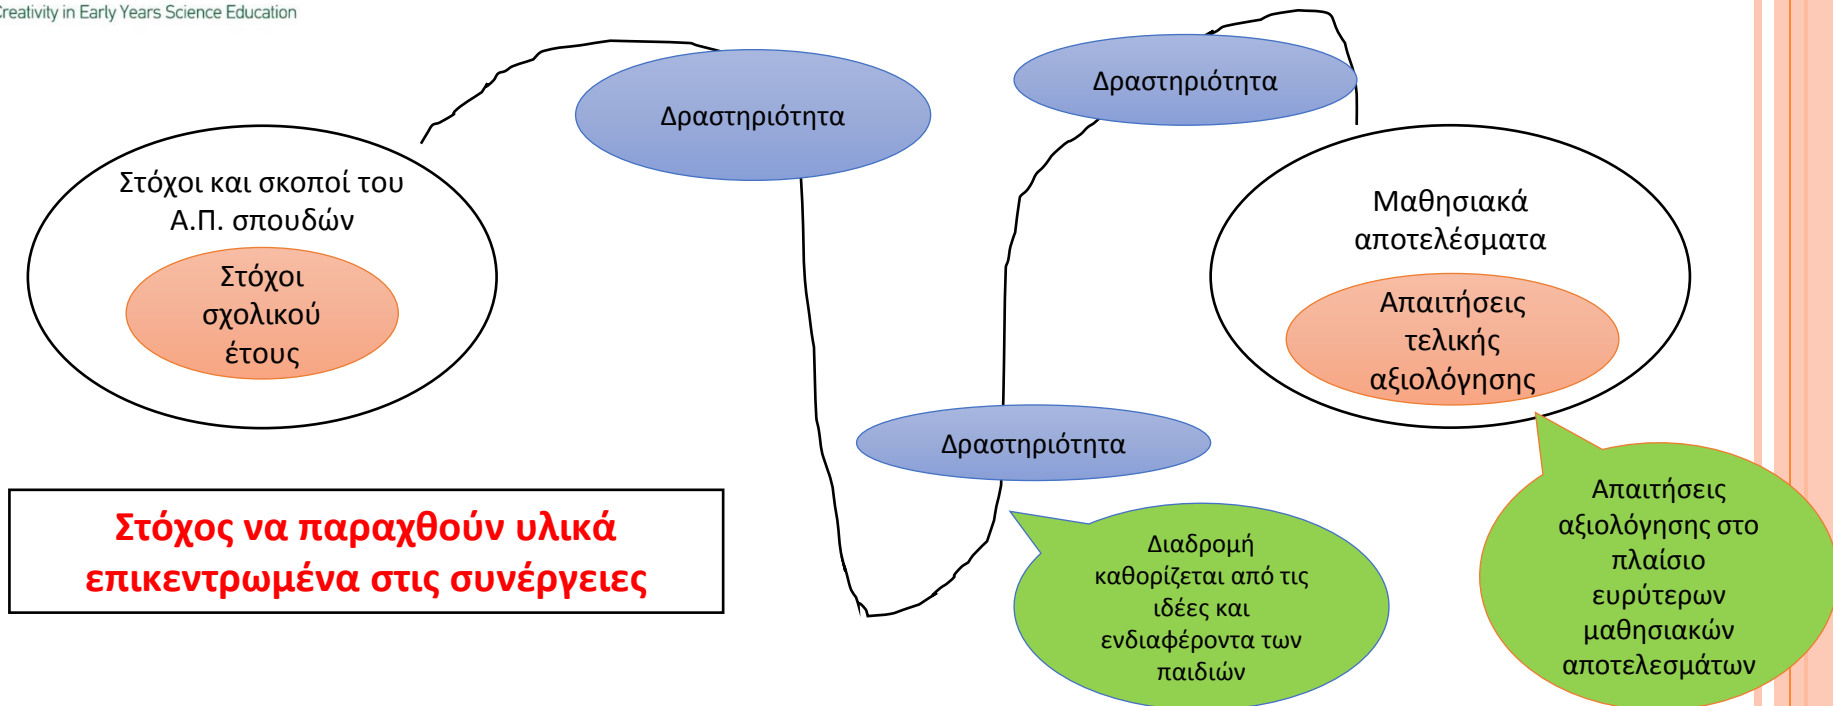 Creativity in Early Years Science Education
Στόχοι και σκοποί του
Α.Π. σπουδών
Στόχοι
σχολικού
έτους
Δραστηριότητα
Δραστηριότητα
Δραστηριότητα
Μαθησιακά
αποτελέσματα
Απαιτήσεις
τελικής
αξιολόγησης
Στόχος να παραχθούν υλικά
επικεντρωμένα στις συνέργειες
Διαδρομή
καθορίζεται από τις
ιδέες και
ενδιαφέροντα των
παιδιών
Απαιτήσεις
αξιολόγησης στο
πλαίσιο
ευρύτερων
μαθησιακών
αποτελεσμάτων